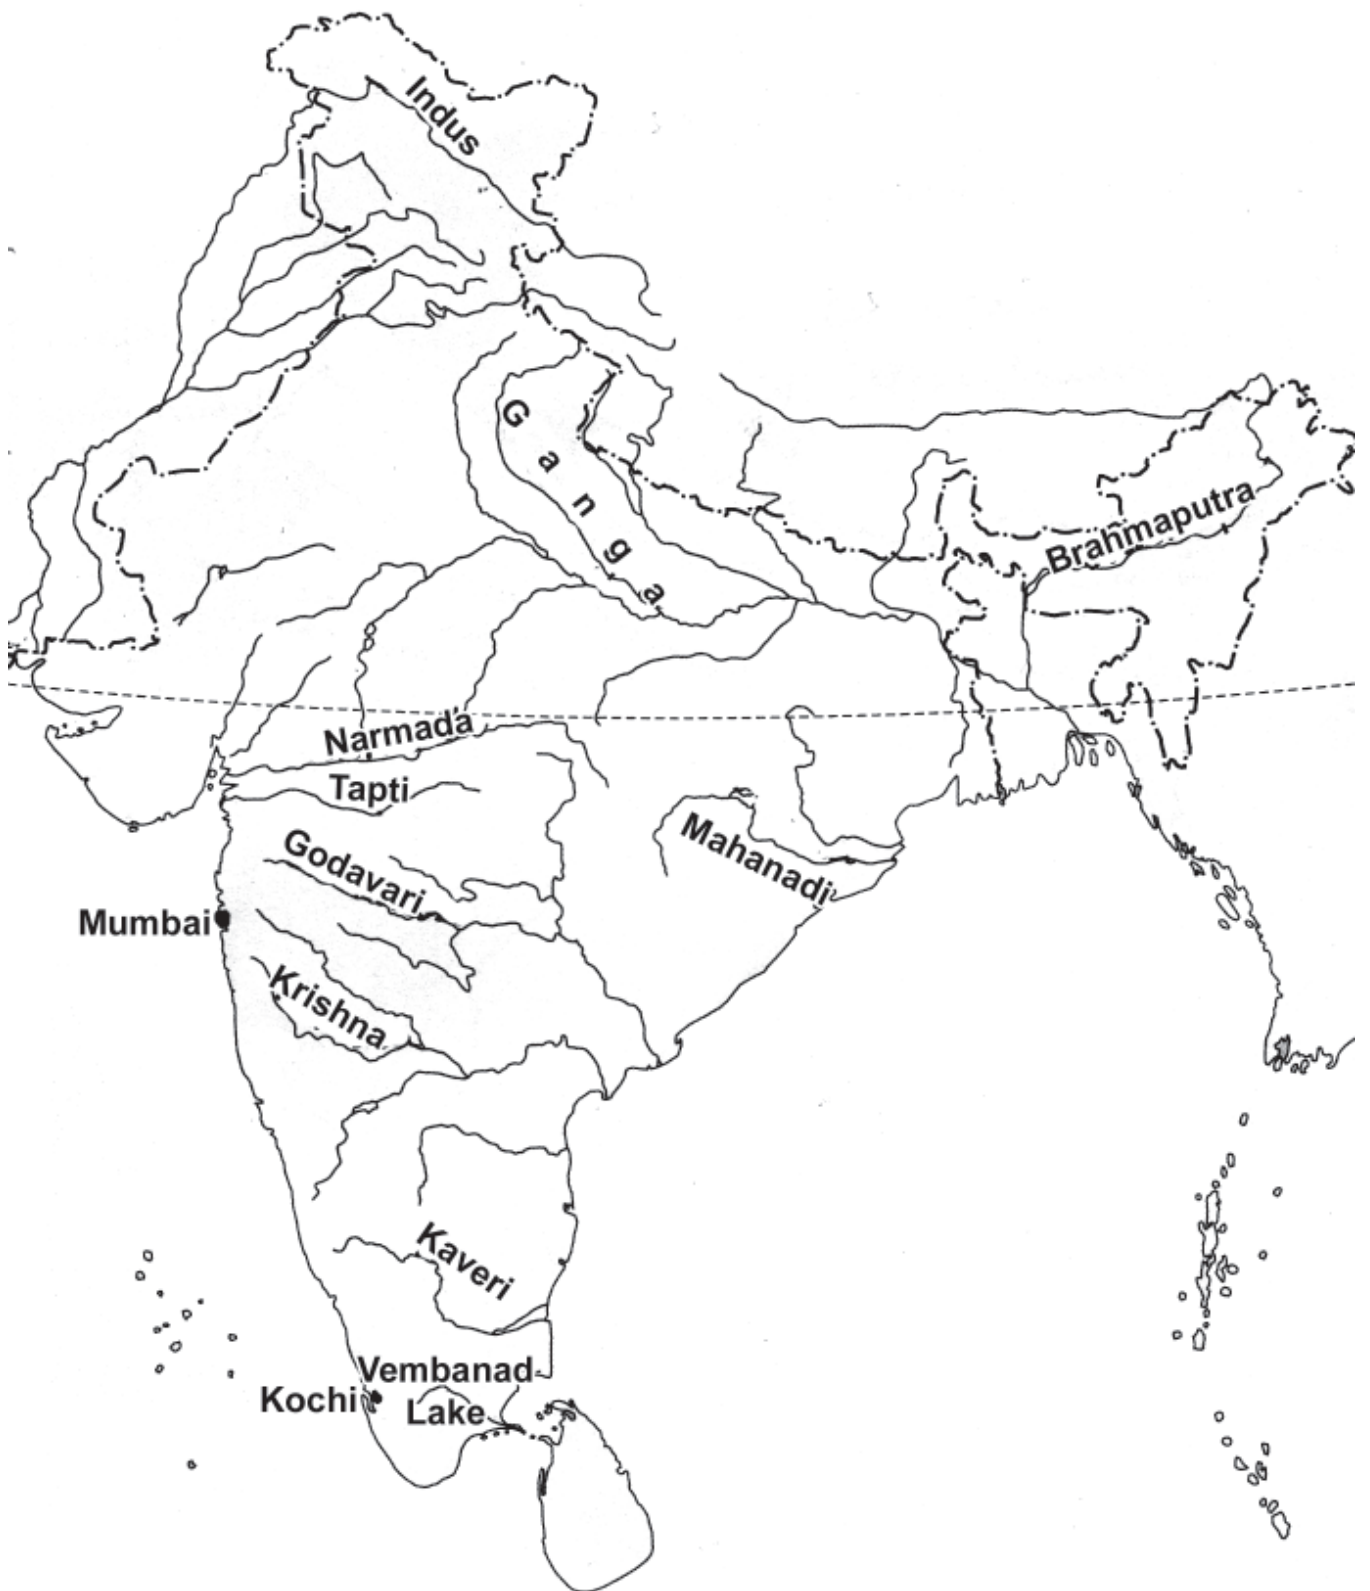 Indus
Ganga
Brahmaputra
Narmada
Tapti
Mahanadi
Godavari
Mumbai
Krishna
Kaveri
Vembanad
Kochi
Lake